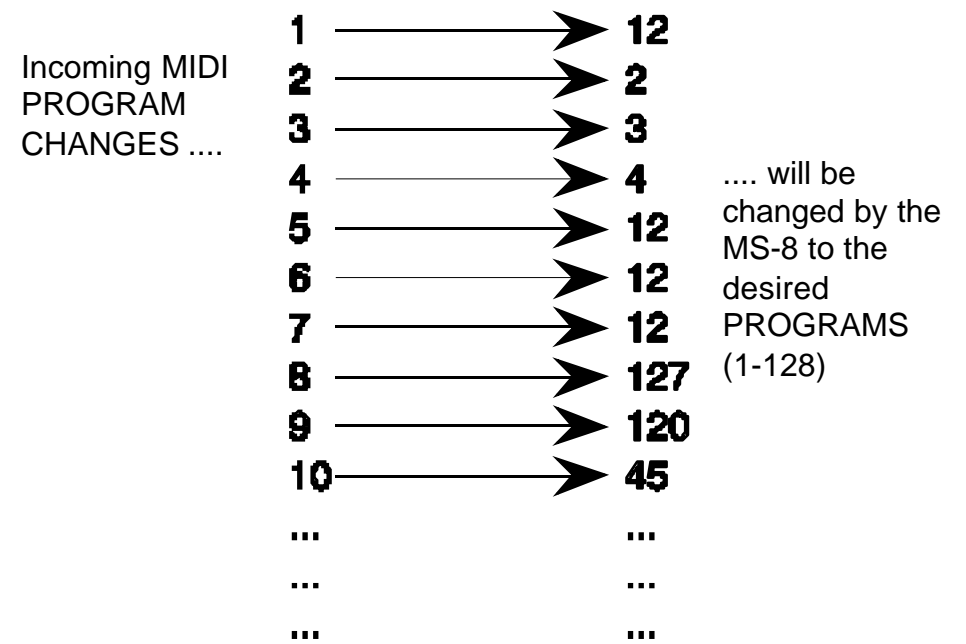 Incoming MIDI
PROGRAM
CHANGES ....
1 12
2 2
3 3
4 4
5 12
6 12
7 12
8 127
9 120
10 45
... ...
... ...
... ...
.... will be
changed by the
MS-8 to the
desired
PROGRAMS
(1-128)